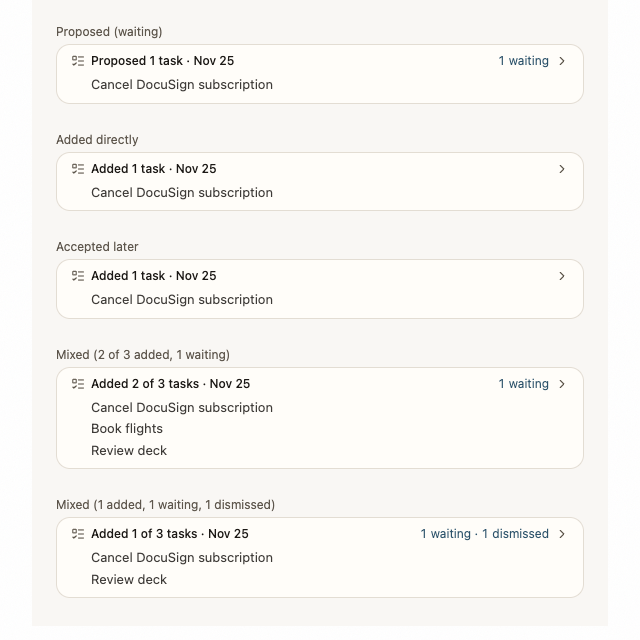 Proposed (waiting)
Proposed 1 task · Nov 25 1 waiting
Cancel DocuSign subscription
Added directly
Added 1 task · Nov 25
Cancel DocuSign subscription
Accepted later
Added 1 task · Nov 25
Cancel DocuSign subscription
Mixed (2 of 3 added, 1 waiting)
Added 2 of 3 tasks · Nov 25 1 waiting
Cancel DocuSign subscription
Book flights
Review deck
Mixed (1 added, 1 waiting, 1 dismissed)
Added 1 of 3 tasks · Nov 25 1 waiting · 1 dismissed
Cancel DocuSign subscription
Review deck